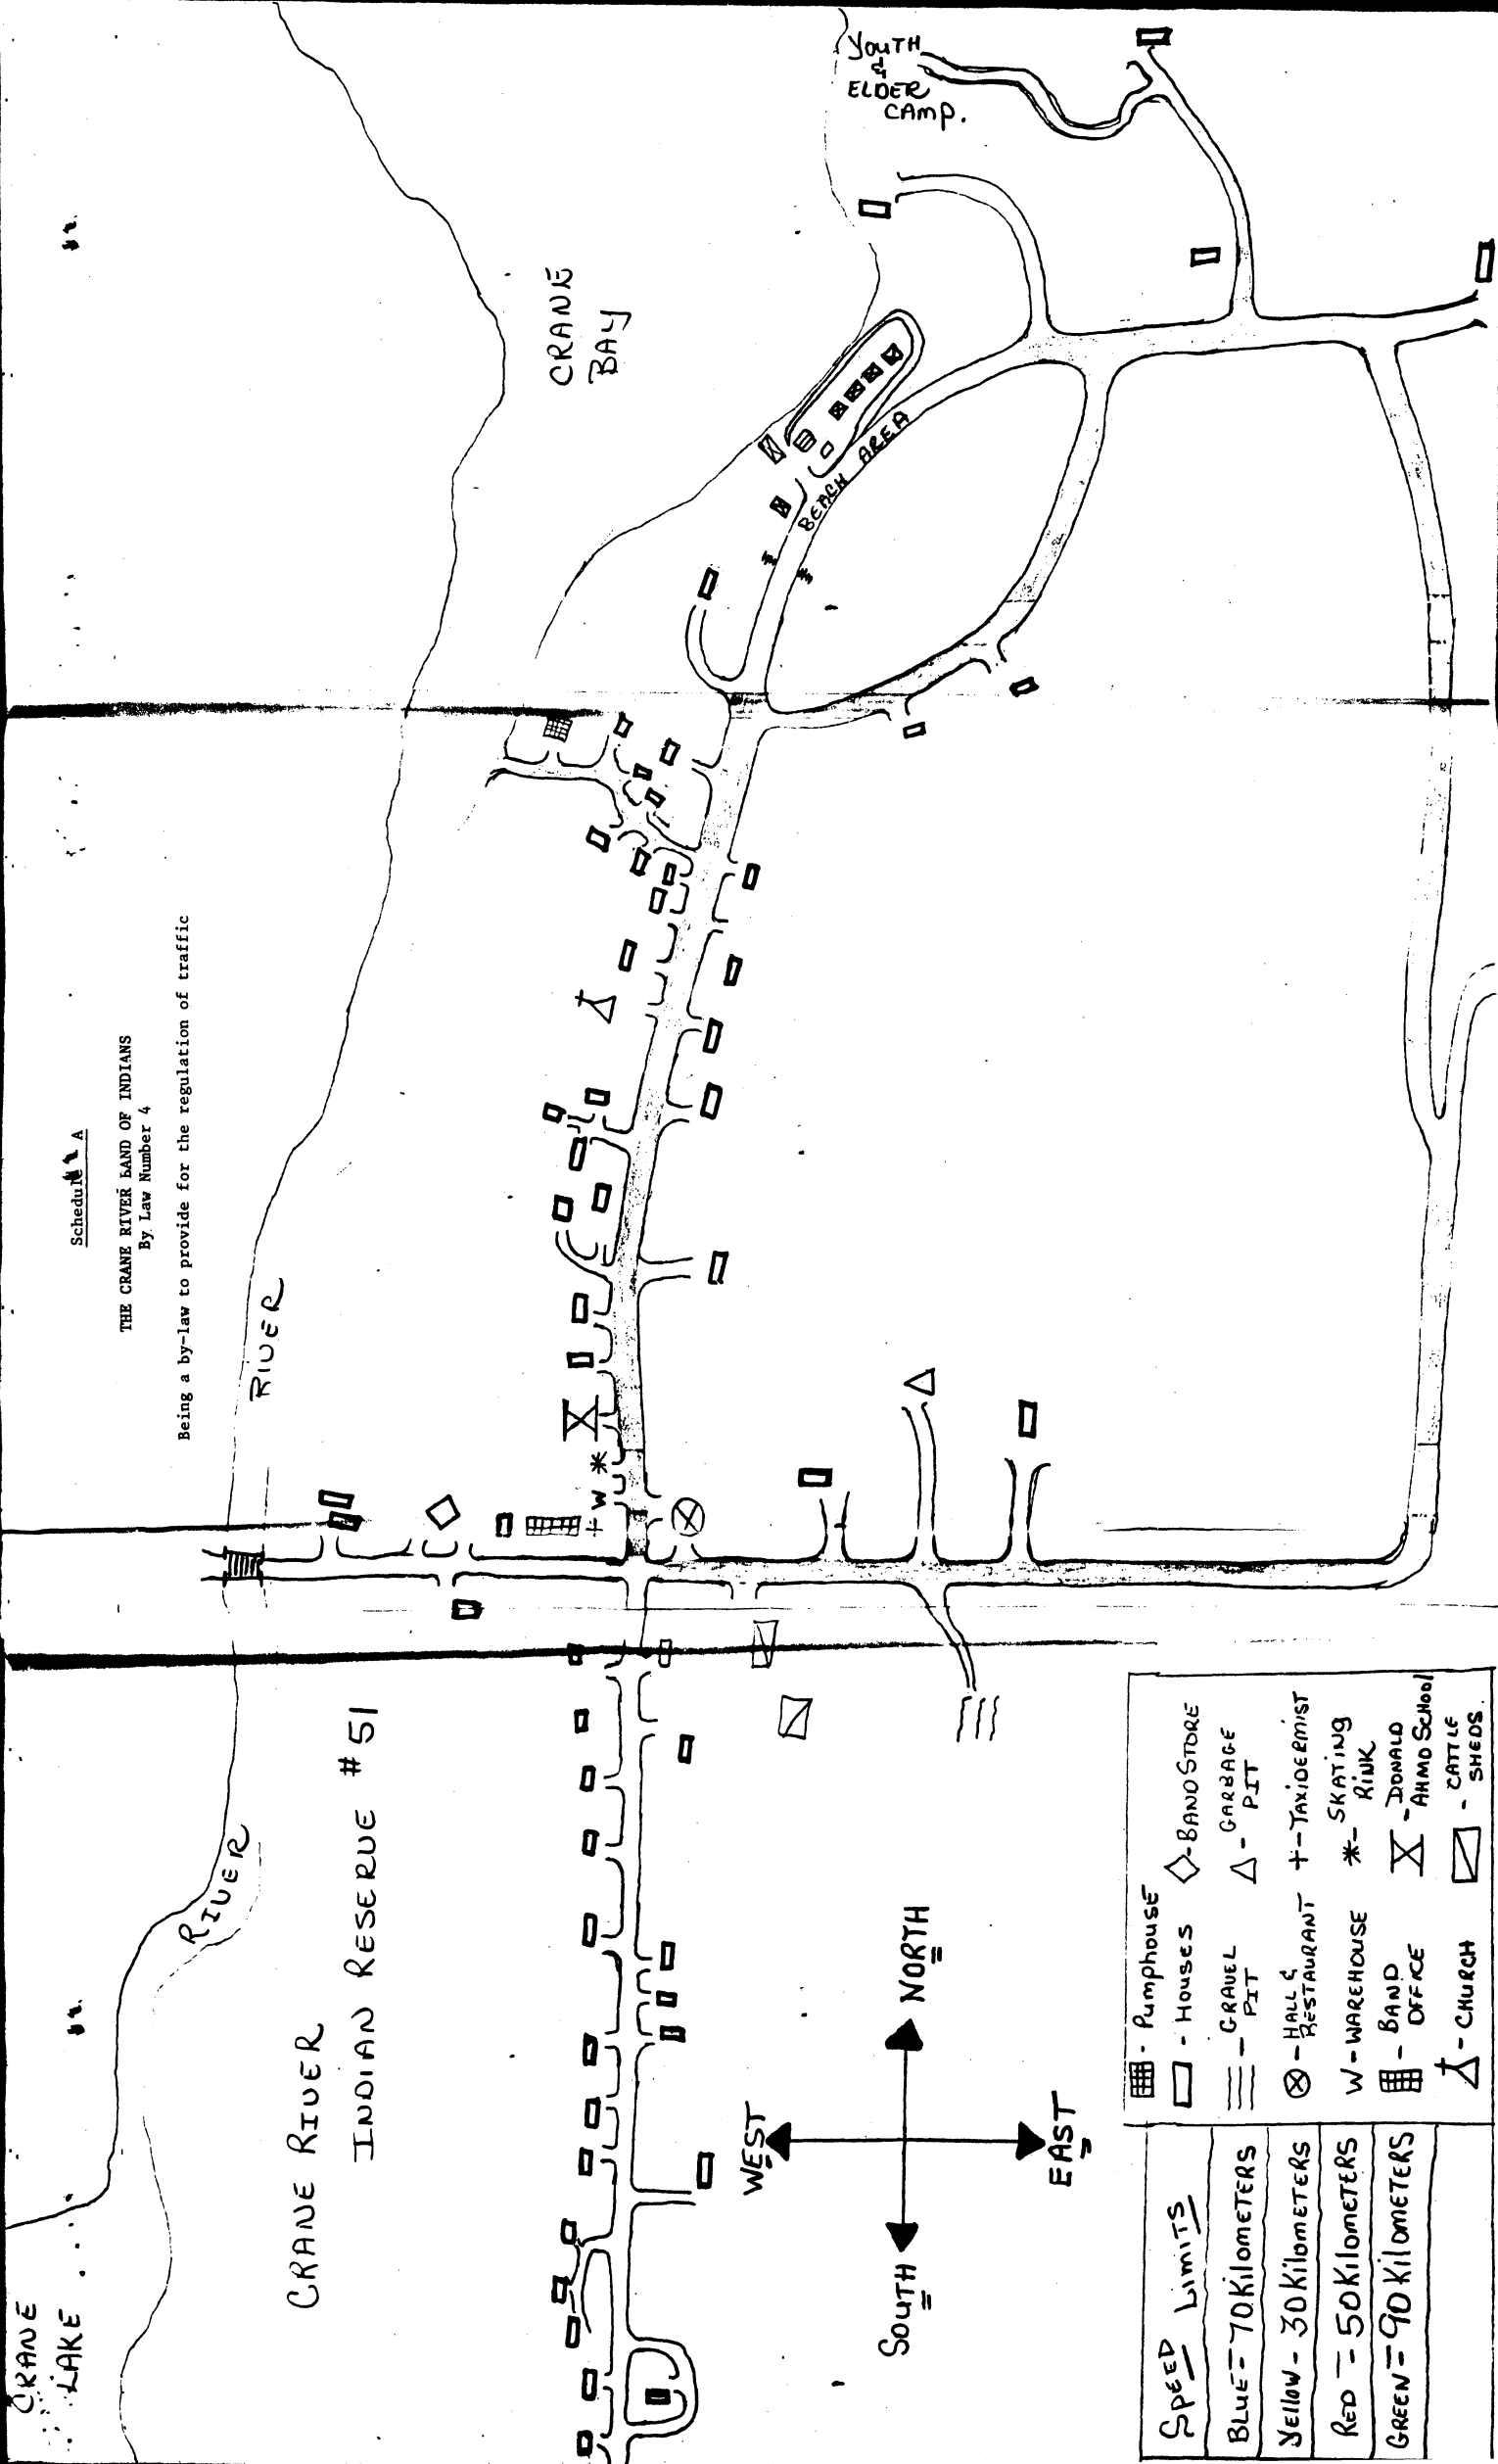 Schedule A
THE CRANE RIVER BAND OF INDIANS
By Law Number 4
Being a by-law to provide for the regulation of traffic
CRANE
LAKE
RIVER
RIVER
CRANE RIVER
INDIAN RESERVE #51
CRANE
BAY
YOUTH
&
ELDER
CAMP.
BEACH AREA
W
WEST
NORTH
SOUTH
EAST
SPEED LIMITS
BLUE = 70 KILOMETERS
YELLOW - 30 KILOMETERS
RED - 50 KILOMETERS
GREEN = 90 KILOMETERS
- PUMPHOUSE
- HOUSES
- BAND STORE
- GRAVEL
PIT
- GARBAGE
PIT
- HALL &
RESTAURANT
+ - TAXIDERMIST
W - WAREHOUSE
* - SKATING
RINK
- BAND
OFFICE
- DONALD
AHMO SCHOOL
- CHURCH
- CATTLE
SHEDS.